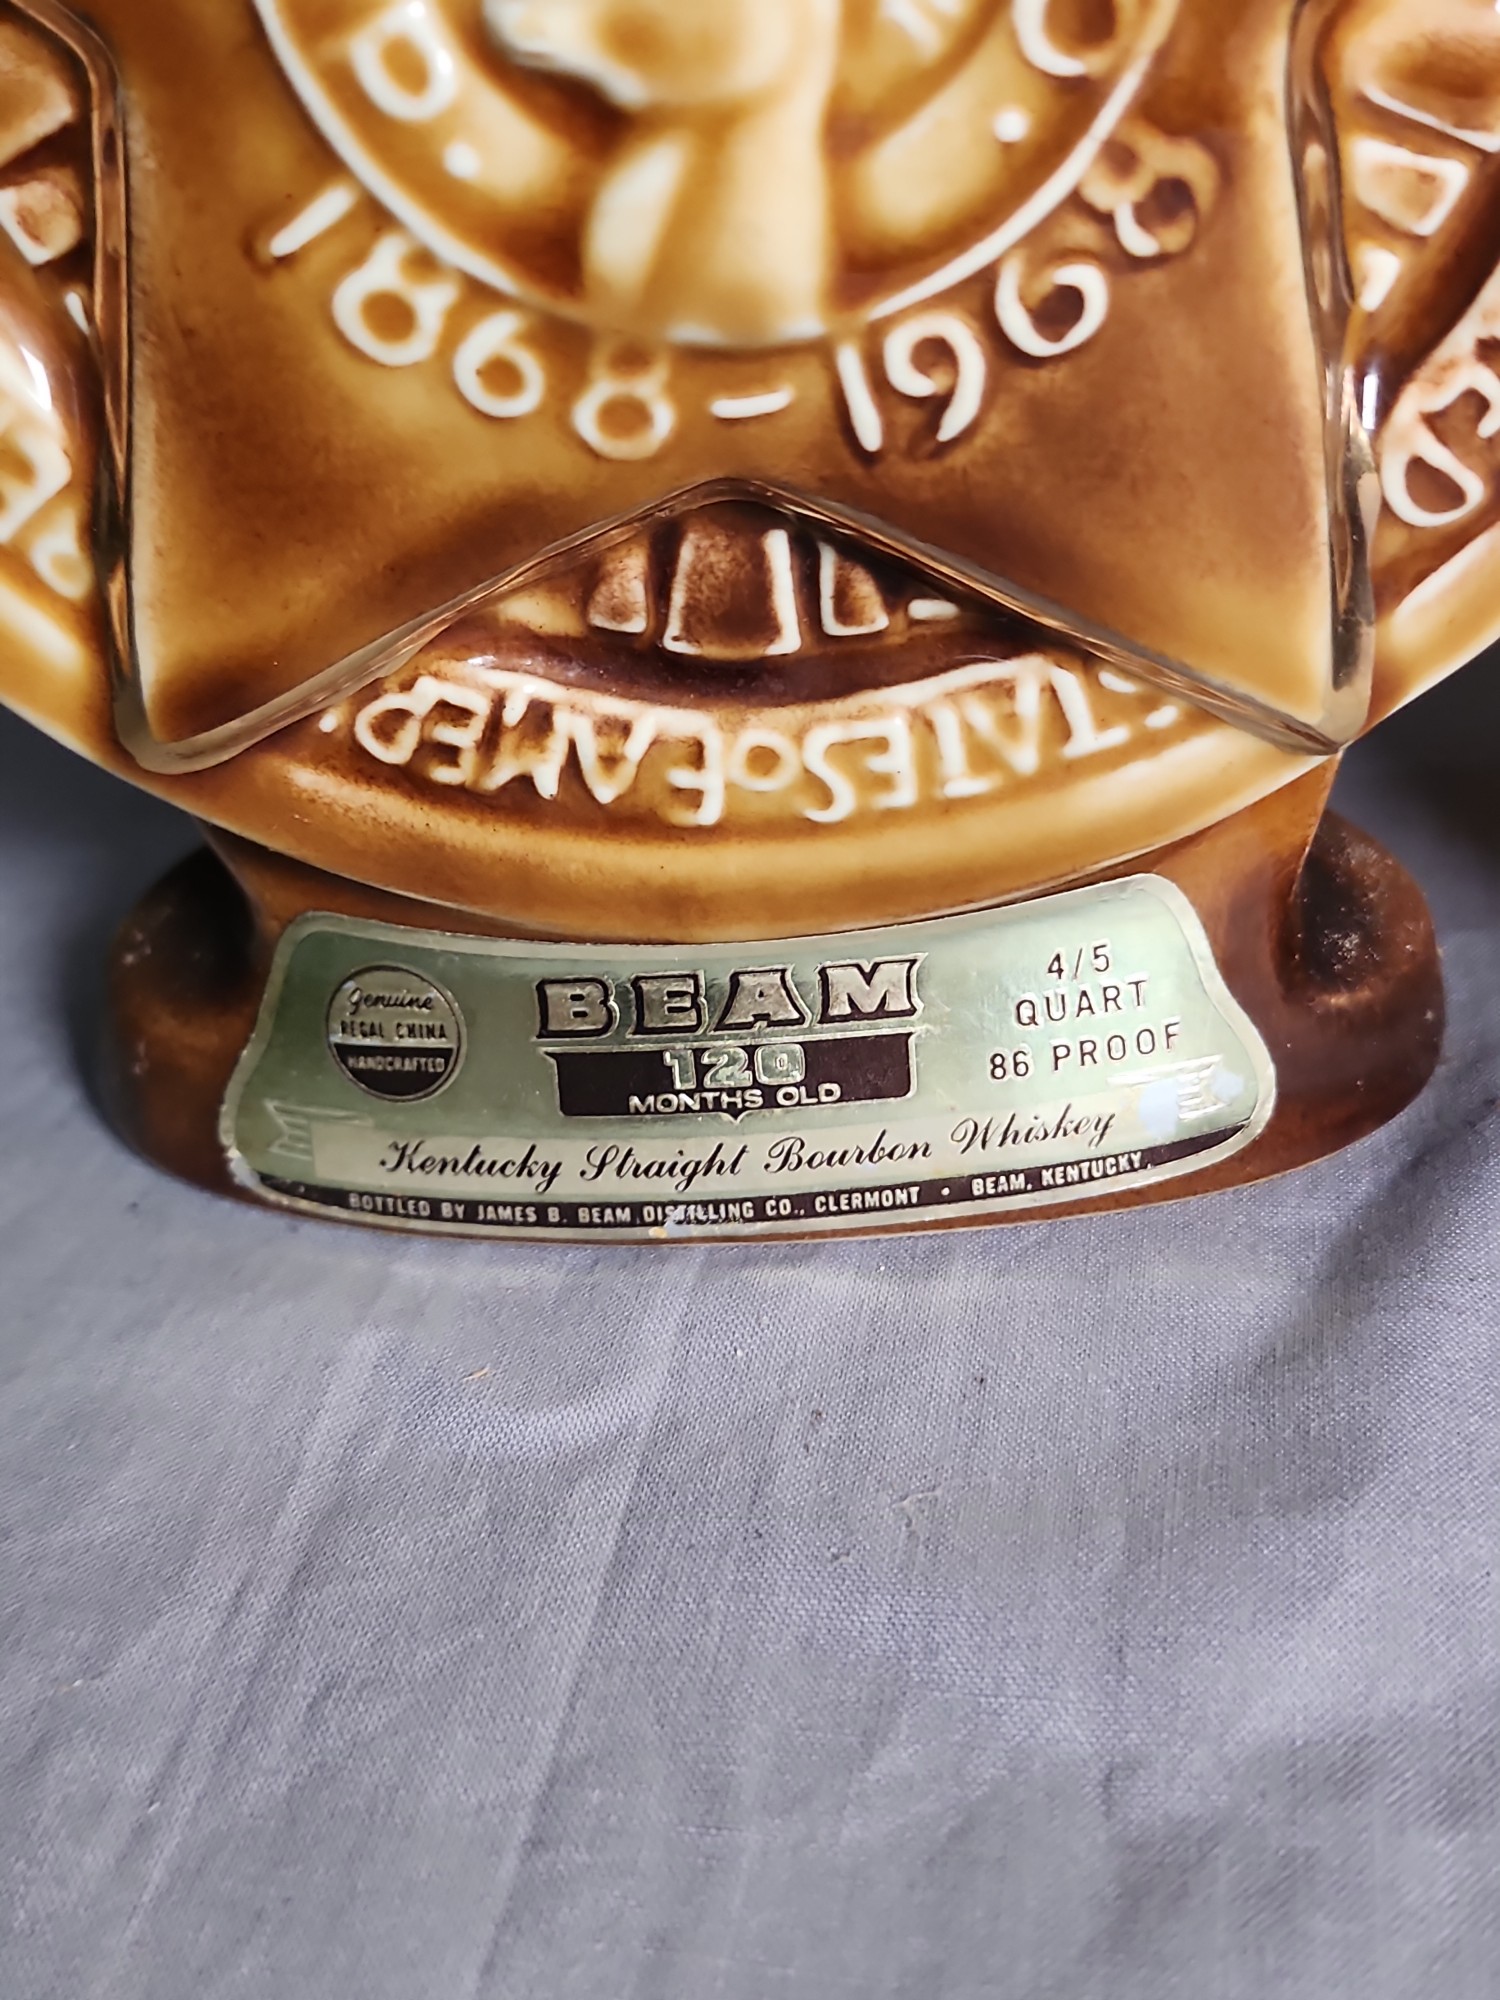 1868-1968
STATES OF AMER
Genuine
REGAL CHINA
HANDCRAFTED
BEAM
120
MONTHS OLD
4/5
QUART
86 PROOF
Kentucky Straight Bourbon Whiskey
BOTTLED BY JAMES B. BEAM DISTILLING CO., CLERMONT • BEAM, KENTUCKY